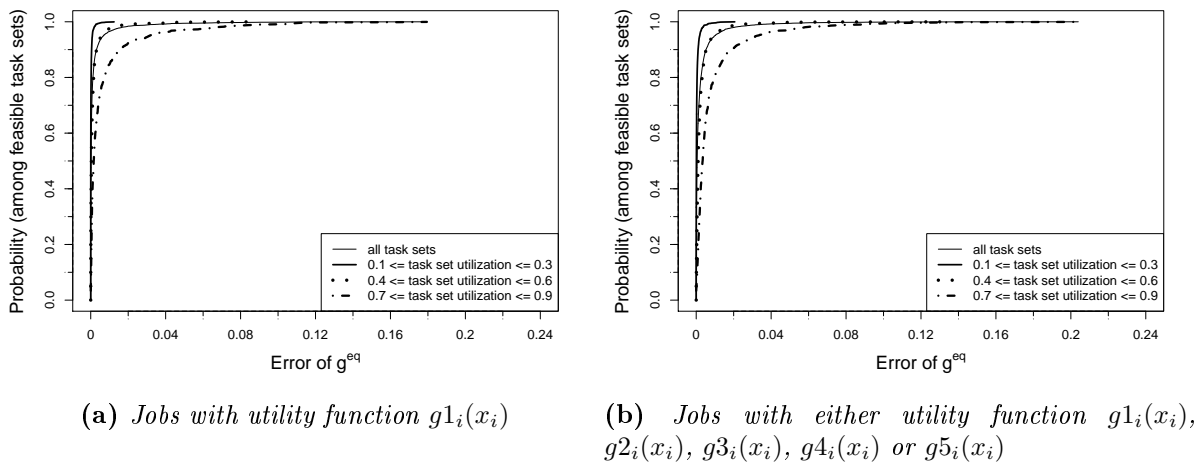 Probability (among feasible task sets)
1.0
0.8
0.6
0.4
0.2
0.0
all task sets
0.1 <= task set utilization <= 0.3
0.4 <= task set utilization <= 0.6
0.7 <= task set utilization <= 0.9
0 0.04 0.08 0.12 0.16 0.2 0.24
Error of g^eq
(a) Jobs with utility function g1_i(x_i)
Probability (among feasible task sets)
1.0
0.8
0.6
0.4
0.2
0.0
all task sets
0.1 <= task set utilization <= 0.3
0.4 <= task set utilization <= 0.6
0.7 <= task set utilization <= 0.9
0 0.04 0.08 0.12 0.16 0.2 0.24
Error of g^eq
(b) Jobs with either utility function g1_i(x_i),
g2_i(x_i), g3_i(x_i), g4_i(x_i) or g5_i(x_i)